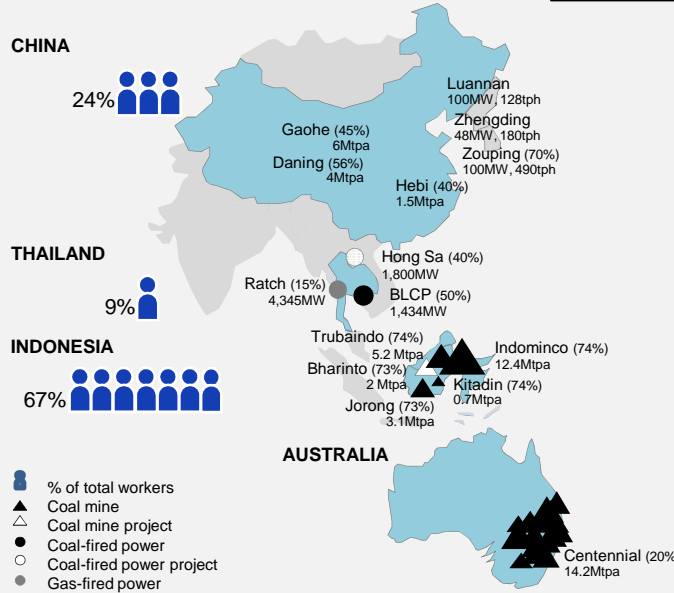 CHINA
24%
Luannan
100MW, 128tph
Zhengding
48MW, 180tph
Zouping (70%)
100MW, 490tph
Gaohe (45%)
6Mtpa
Daning (56%)
4Mtpa
Hebi (40%)
1.5Mtpa
THAILAND
9%
Hong Sa (40%)
1,800MW
Ratch (15%)
4,345MW
BLCP (50%)
1,434MW
INDONESIA
67%
Trubaindo (74%)
5.2 Mtpa
Bharinto (73%)
2 Mtpa
Jorong (73%)
3.1Mtpa
Indominco (74%)
12.4Mtpa
Kitadin (74%)
0.7Mtpa
AUSTRALIA
Centennial (20%
14.2Mtpa
% of total workers
Coal mine
Coal mine project
Coal-fired power
Coal-fired power project
Gas-fired power